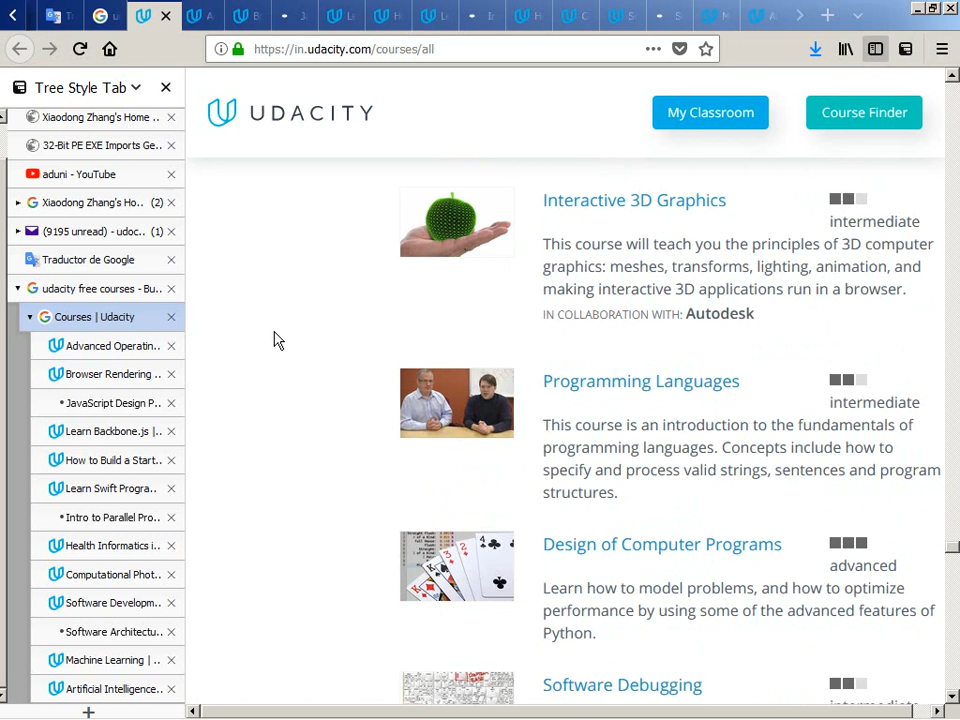 https://in.udacity.com/courses/all
Tree Style Tab
Xiaodong Zhang's Home ...
32-Bit PE EXE Imports Ge...
aduni - YouTube
Xiaodong Zhang's Ho... (2)
(9195 unread) - udoc... (1)
Traductor de Google
udacity free courses - Bu...
Courses | Udacity
Advanced Operatin...
Browser Rendering ...
JavaScript Design P...
Learn Backbone.js |...
How to Build a Start...
Learn Swift Progra...
Intro to Parallel Pro...
Health Informatics i...
Computational Phot...
Software Developm...
Software Architectu...
Machine Learning | ...
Artificial Intelligence...
UDACITY
My Classroom
Course Finder
Interactive 3D Graphics
intermediate
This course will teach you the principles of 3D computer
graphics: meshes, transforms, lighting, animation, and
making interactive 3D applications run in a browser.
IN COLLABORATION WITH: Autodesk
Programming Languages
intermediate
This course is an introduction to the fundamentals of
programming languages. Concepts include how to
specify and process valid strings, sentences and program
structures.
Design of Computer Programs
advanced
Learn how to model problems, and how to optimize
performance by using some of the advanced features of
Python.
Software Debugging